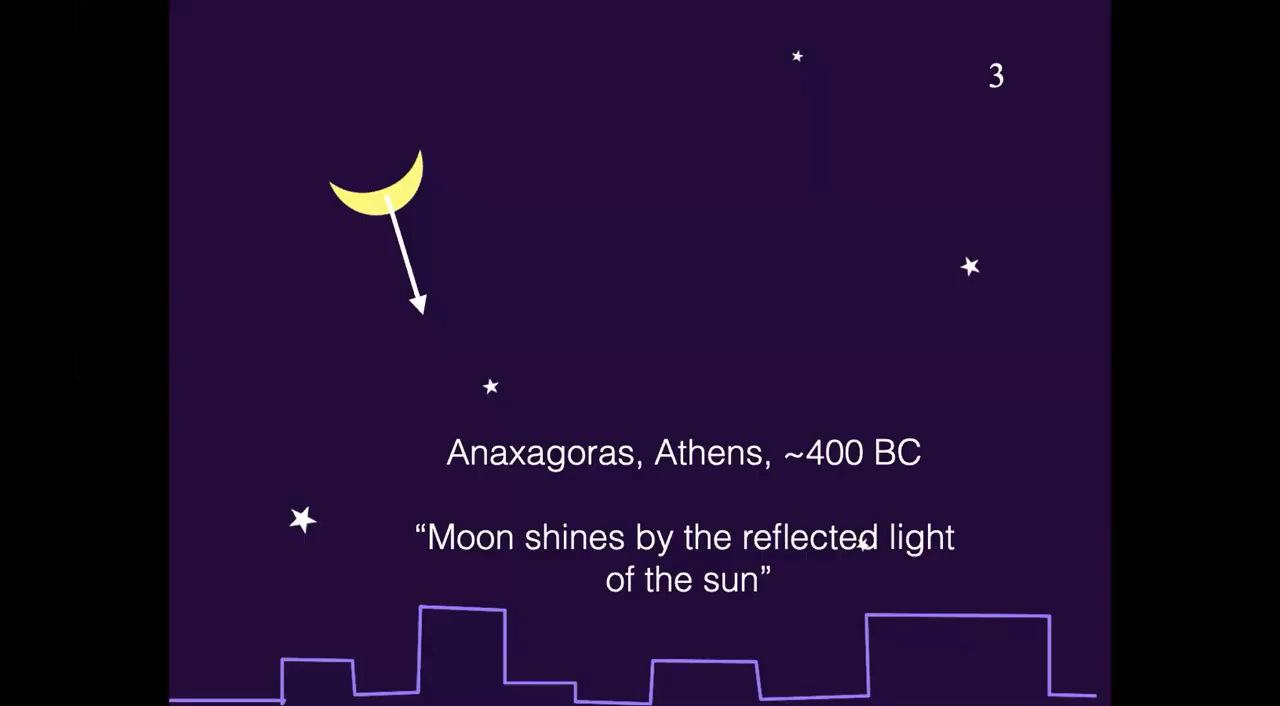 3
Anaxagoras, Athens, ~400 BC
“Moon shines by the reflected light
of the sun”